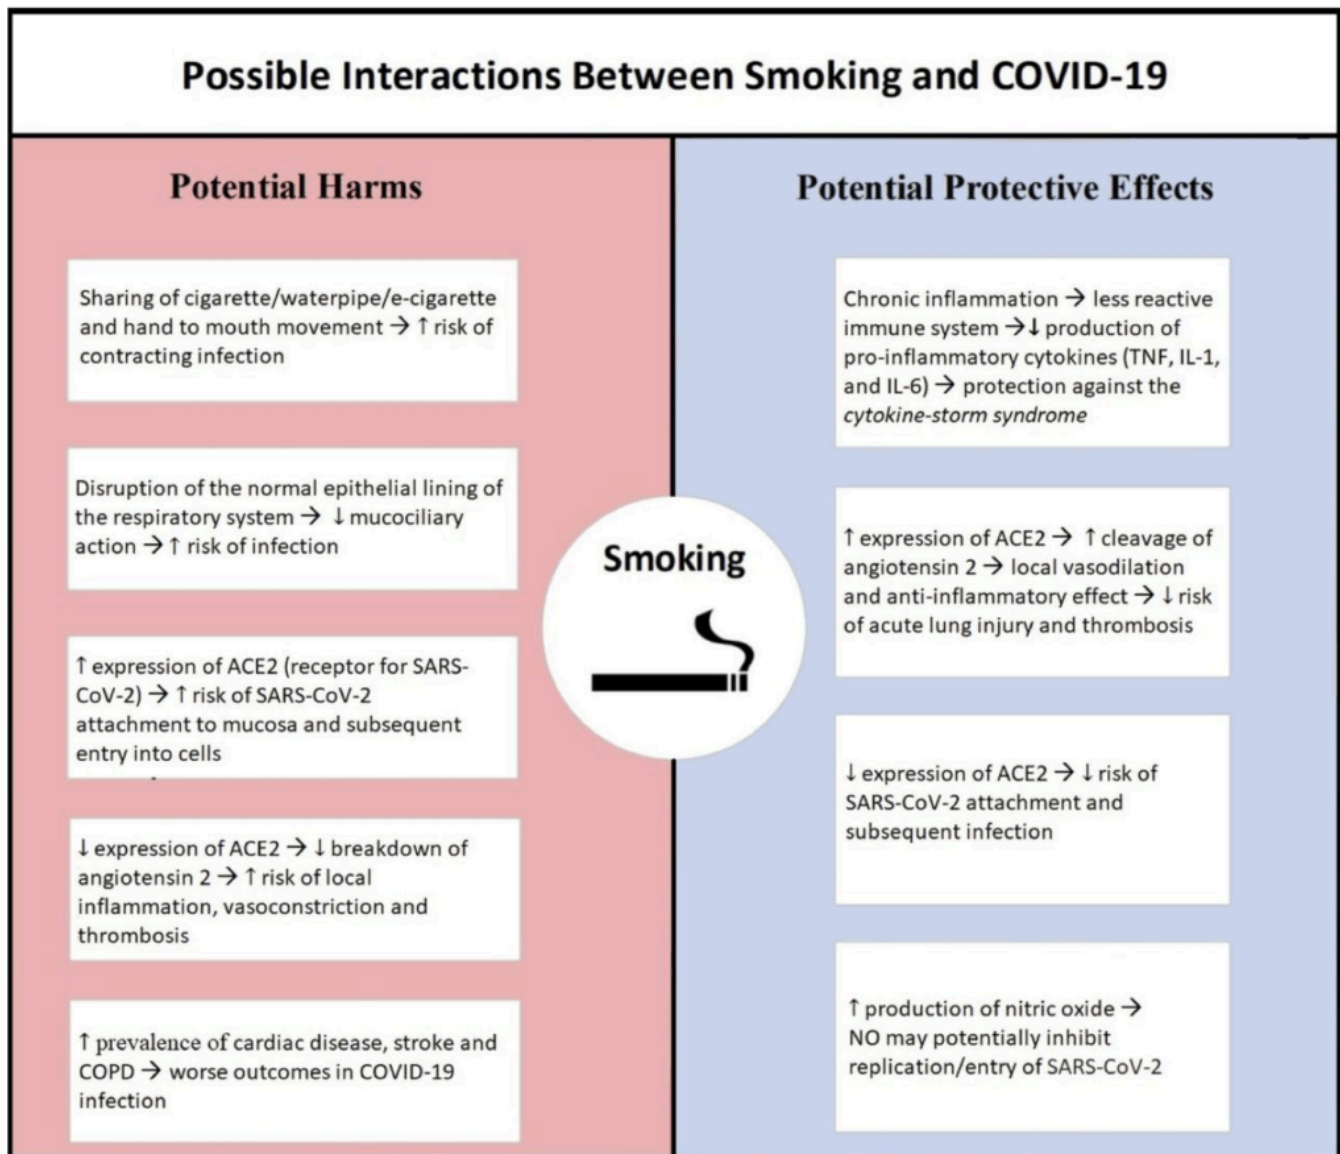 Possible Interactions Between Smoking and COVID-19
Potential Harms
Sharing of cigarette/waterpipe/e-cigarette
and hand to mouth movement → ↑ risk of
contracting infection
Disruption of the normal epithelial lining of
the respiratory system → ↓ mucociliary
action → ↑ risk of infection
↑ expression of ACE2 (receptor for SARS-
CoV-2) → ↑ risk of SARS-CoV-2
attachment to mucosa and subsequent
entry into cells
↓ expression of ACE2 → ↓ breakdown of
angiotensin 2 → ↑ risk of local
inflammation, vasoconstriction and
thrombosis
↑ prevalence of cardiac disease, stroke and
COPD → worse outcomes in COVID-19
infection
Smoking
Potential Protective Effects
Chronic inflammation → less reactive
immune system →↓ production of
pro-inflammatory cytokines (TNF, IL-1,
and IL-6) → protection against the
cytokine-storm syndrome
↑ expression of ACE2 → ↑ cleavage of
angiotensin 2 → local vasodilation
and anti-inflammatory effect → ↓ risk
of acute lung injury and thrombosis
↓ expression of ACE2 → ↓ risk of
SARS-CoV-2 attachment and
subsequent infection
↑ production of nitric oxide →
NO may potentially inhibit
replication/entry of SARS-CoV-2